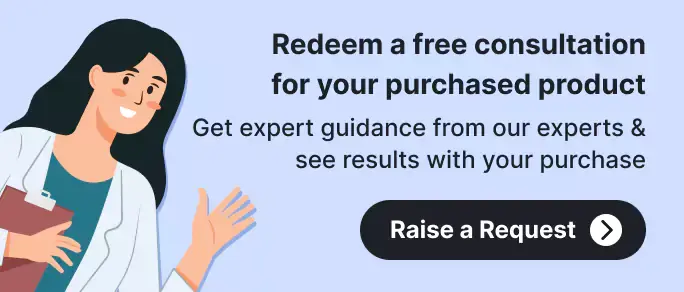 Redeem a free consultation
for your purchased product
Get expert guidance from our experts &
see results with your purchase
Raise a Request